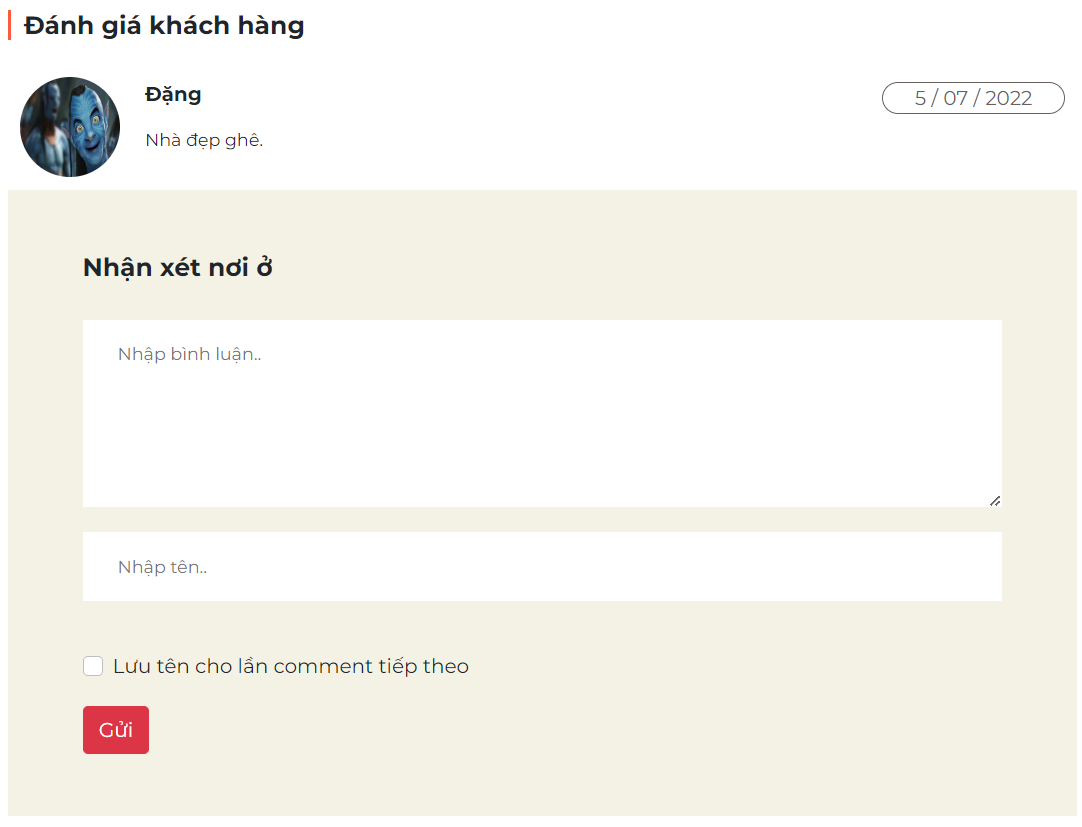 Đánh giá khách hàng
Đặng
5 / 07 / 2022
Nhà đẹp ghê.
Nhận xét nơi ở
Nhập bình luận..
Nhập tên..
Lưu tên cho lần comment tiếp theo
Gửi